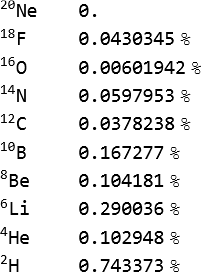 ²⁰Ne 0.
¹⁸F 0.0430345 %
¹⁶O 0.00601942 %
¹⁴N 0.0597953 %
¹²C 0.0378238 %
¹⁰B 0.167277 %
⁸Be 0.104181 %
⁶Li 0.290036 %
⁴He 0.102948 %
²H 0.743373 %